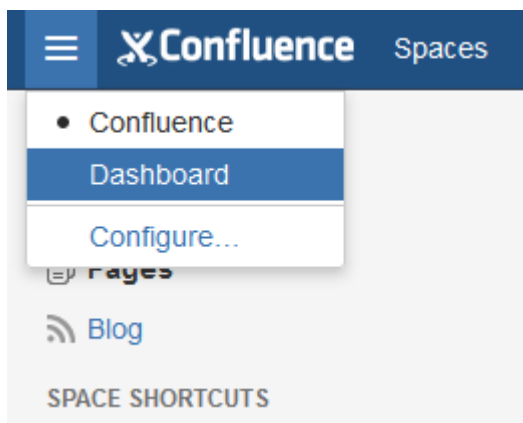 Confluence Spaces
Confluence
Dashboard
Configure...
Pages
Blog
SPACE SHORTCUTS